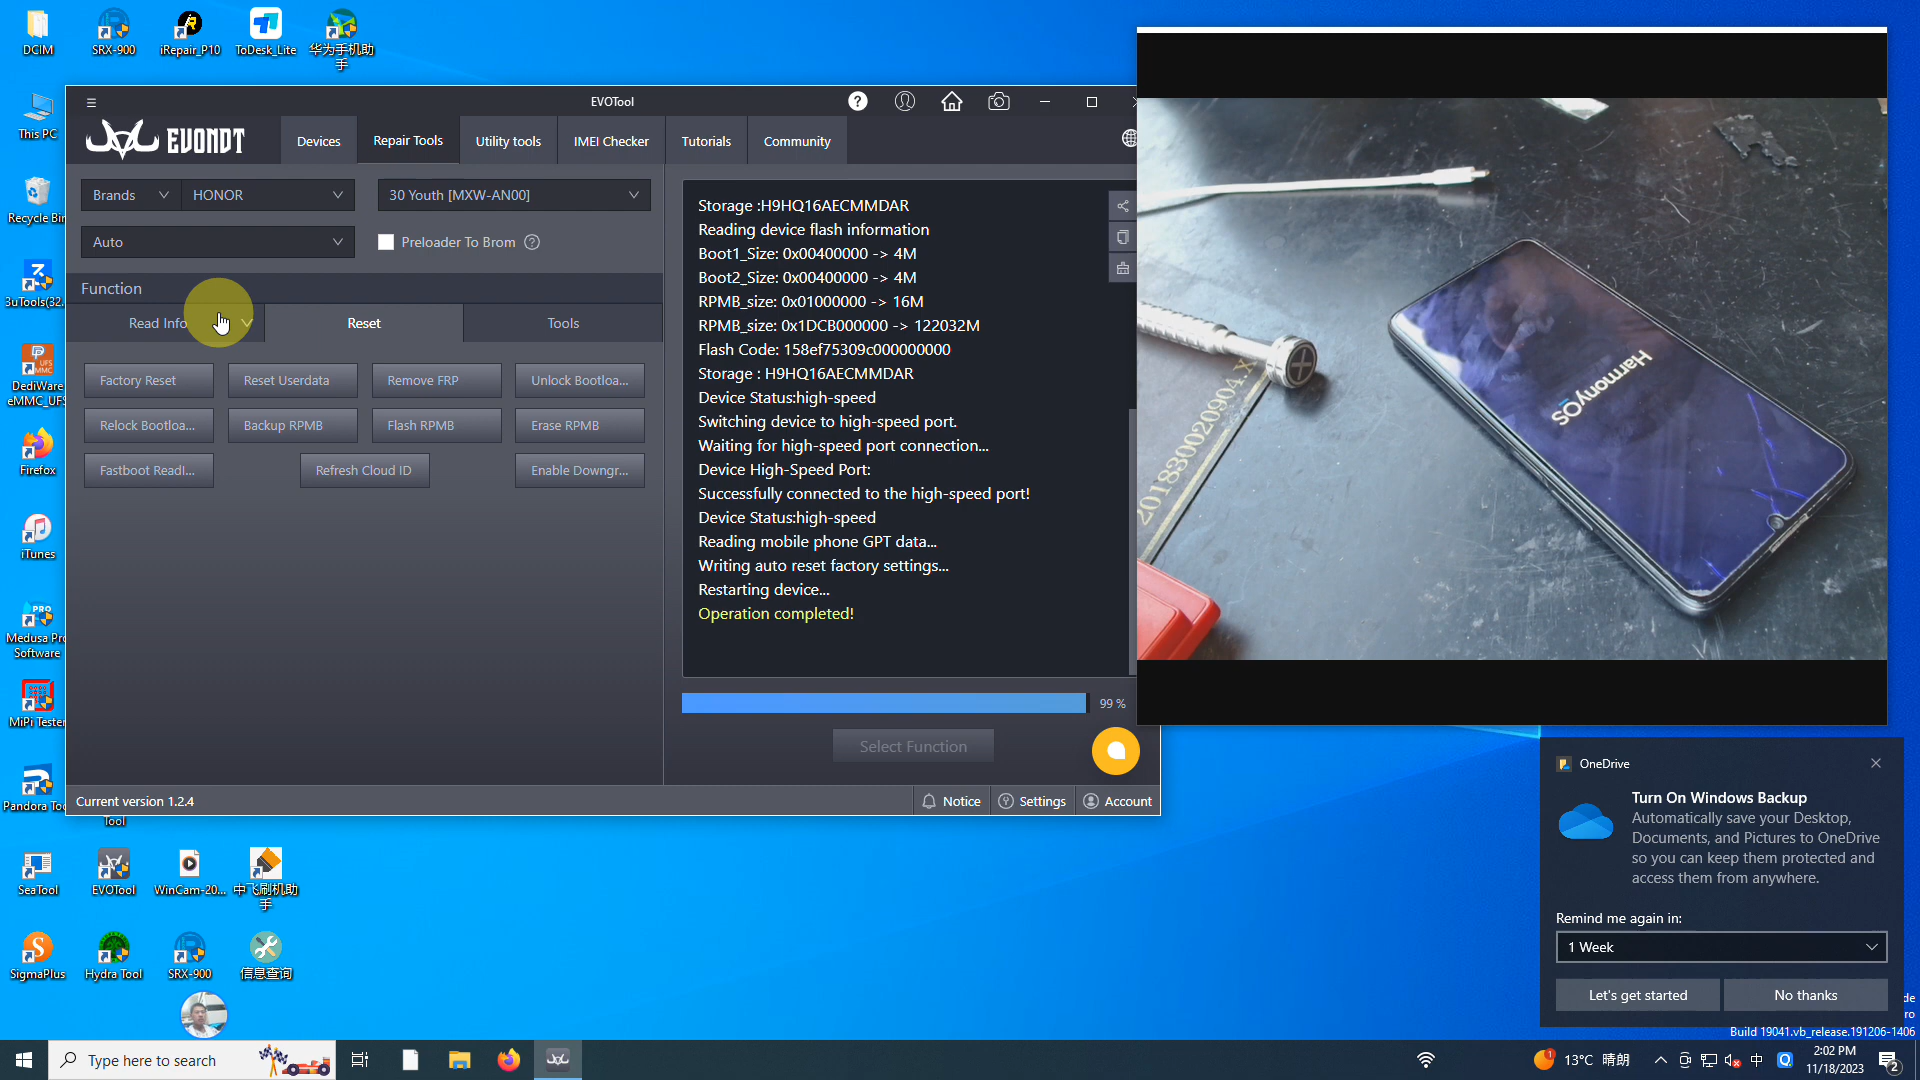 DCIM
SRX-900
iRepair_P10
ToDesk_Lite
华为手机助
手
This PC
Recycle Bin
3uTools(32.
DediWare
eMMC_UFS
Firefox
iTunes
Medusa Pro
Software
MiPi Tester
Pandora Too
Tool
SeaTool
EVOTool
WinCam-20...
中飞刷机助
手
SigmaPlus
Hydra Tool
SRX-900
信息查询
EVOTool
EVONDT
Devices
Repair Tools
Utility tools
IMEI Checker
Tutorials
Community
Brands
HONOR
30 Youth [MXW-AN00]
Auto
Preloader To Brom
Function
Read Info
Reset
Tools
Factory Reset
Reset Userdata
Remove FRP
Unlock Bootloa...
Relock Bootloa...
Backup RPMB
Flash RPMB
Erase RPMB
Fastboot ReadI...
Refresh Cloud ID
Enable Downgr...
Storage :H9HQ16AECMMDAR
Reading device flash information
Boot1_Size: 0x00400000 -> 4M
Boot2_Size: 0x00400000 -> 4M
RPMB_size: 0x01000000 -> 16M
RPMB_size: 0x1DCB000000 -> 122032M
Flash Code: 158ef75309c000000000
Storage : H9HQ16AECMMDAR
Device Status:high-speed
Switching device to high-speed port.
Waiting for high-speed port connection...
Device High-Speed Port:
Successfully connected to the high-speed port!
Device Status:high-speed
Reading mobile phone GPT data...
Writing auto reset factory settings...
Restarting device...
Operation completed!
99 %
Select Function
Current version 1.2.4
Notice
Settings
Account
HarmonyOS
201830020904.X
OneDrive
Turn On Windows Backup
Automatically save your Desktop,
Documents, and Pictures to OneDrive
so you can keep them protected and
access them from anywhere.
Remind me again in:
1 Week
Let's get started
No thanks
de
ro
Build 19041.vb_release.191206-1406
Type here to search
1
13°C 晴朗
中
2:02 PM
11/18/2023
2